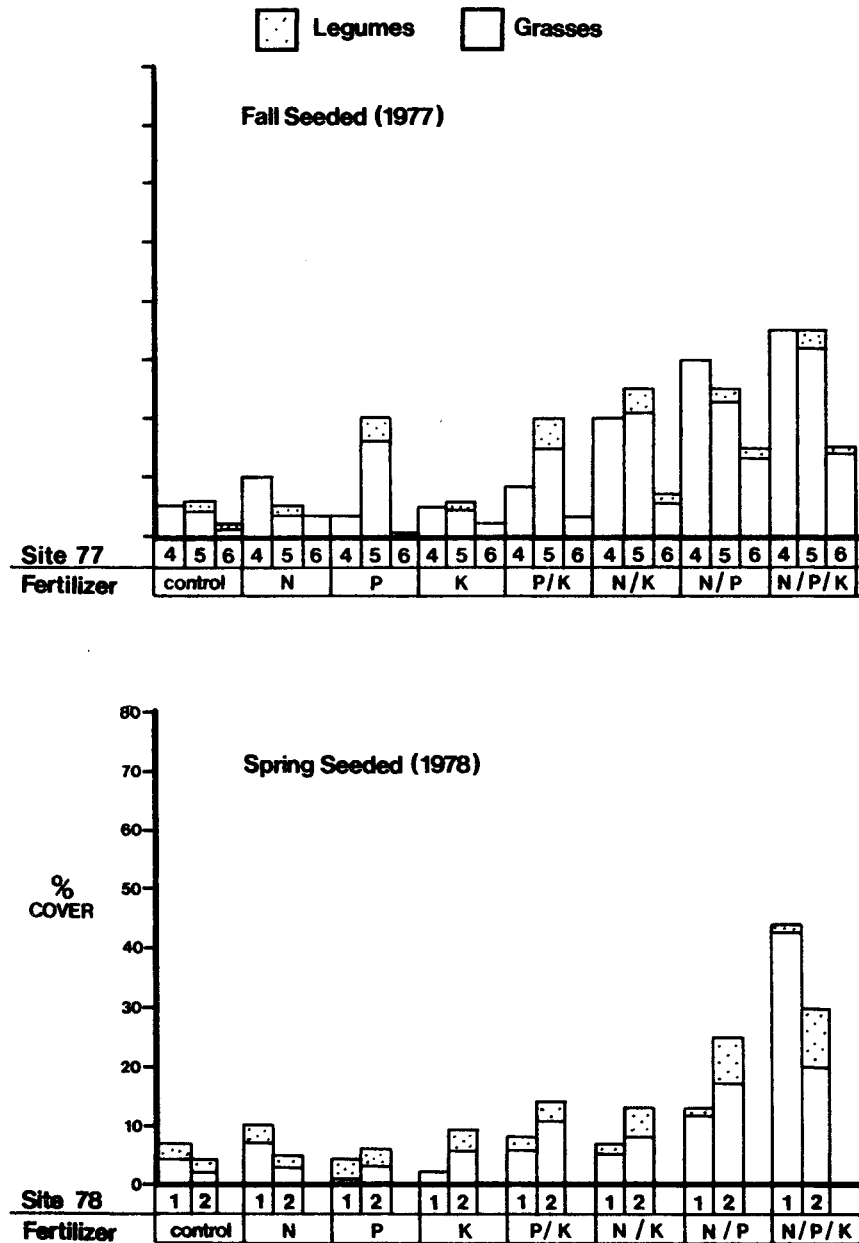 Legumes Grasses
Fall Seeded (1977)
Site 77 4 5 6 4 5 6 4 5 6 4 5 6 4 5 6 4 5 6 4 5 6 4 5 6
Fertilizer control N P K P/K N/K N/P N/P/K
80
70
Spring Seeded (1978)
60
50
%
COVER
40
30
20
10
0
Site 78 1 2 1 2 1 2 1 2 1 2 1 2 1 2 1 2
Fertilizer control N P K P/K N/K N/P N/P/K